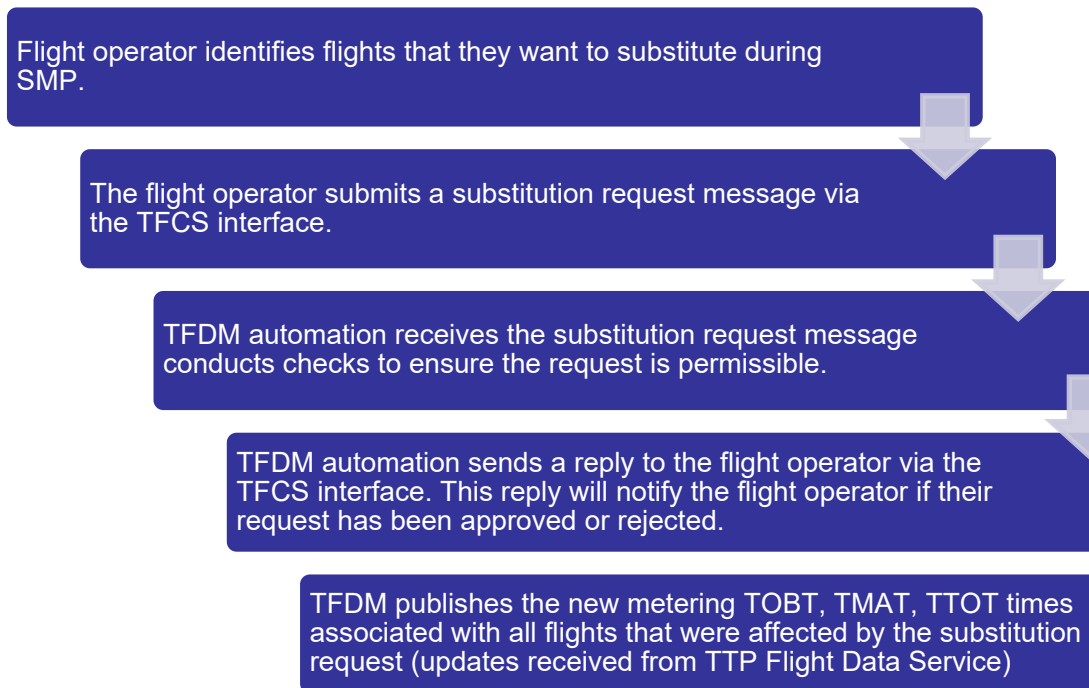 Flight operator identifies flights that they want to substitute during
SMP.
The flight operator submits a substitution request message via
the TFCS interface.
TFDM automation receives the substitution request message
conducts checks to ensure the request is permissible.
TFDM automation sends a reply to the flight operator via the
TFCS interface. This reply will notify the flight operator if their
request has been approved or rejected.
TFDM publishes the new metering TOBT, TMAT, TTOT times
associated with all flights that were affected by the substitution
request (updates received from TTP Flight Data Service)